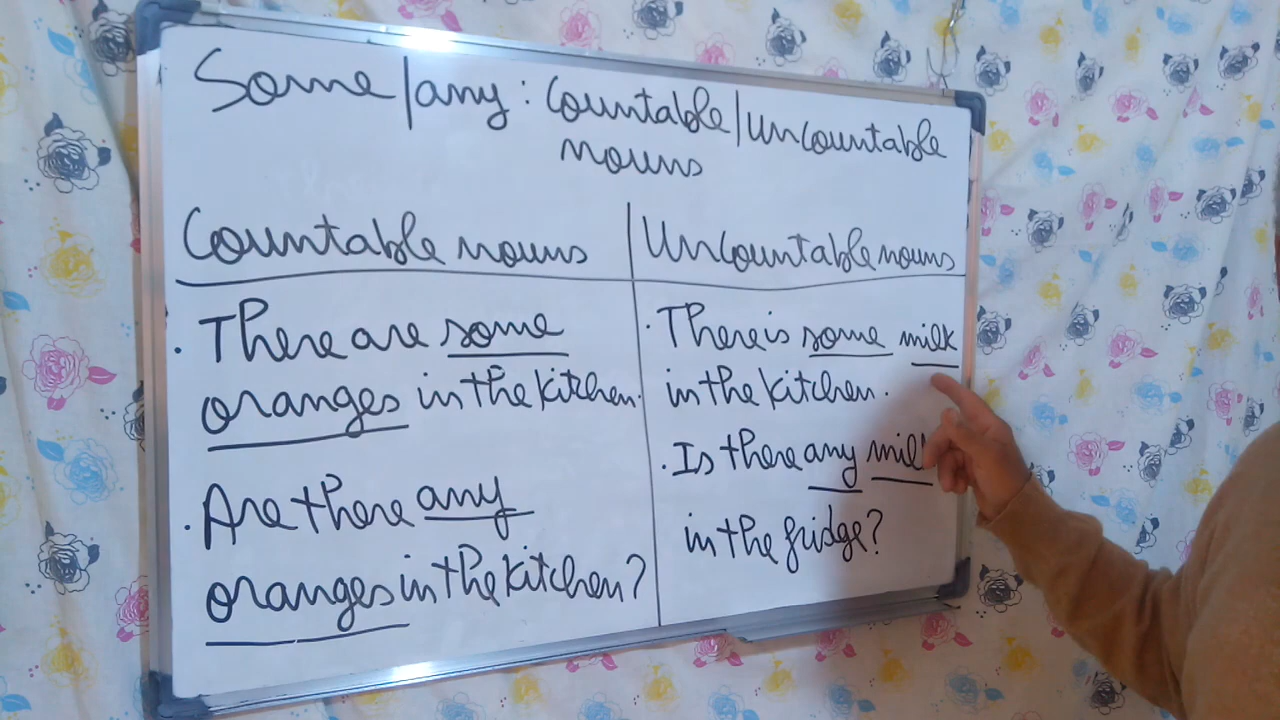 Some/any: Countable/Uncountable
nouns
Countable nouns
• There are some
oranges in the kitchen.
• Are there any
oranges in the kitchen?
Uncountable nouns
• There is some milk
in the kitchen.
• Is there any milk
in the fridge?